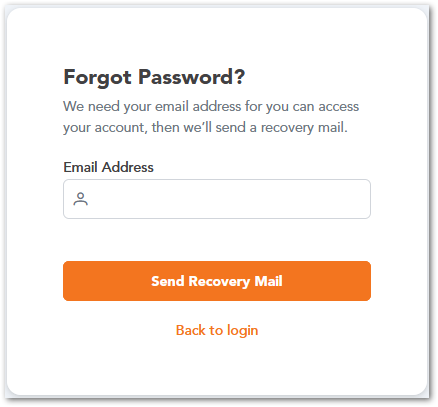 Forgot Password?
We need your email address for you can access
your account, then we’ll send a recovery mail.
Email Address
Send Recovery Mail
Back to login